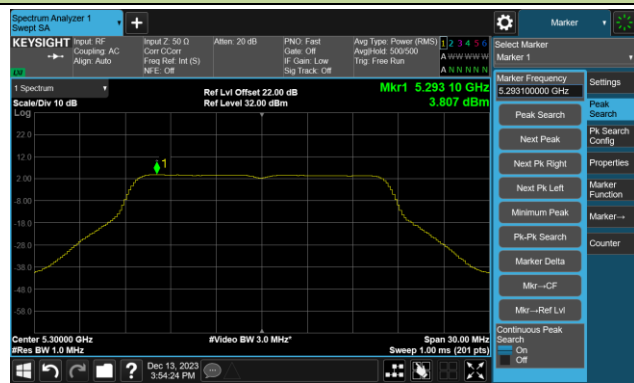 Spectrum Analyzer 1
Swept SA
Marker
KEYSIGHT
Input: RF
Coupling: AC
Align: Auto
Input Z: 50 Ω
Corr CCorr
Freq Ref: Int (S)
NFE: Off
Atten: 20 dB
PNO: Fast
Gate: Off
IF Gain: Low
Sig Track: Off
Avg Type: Power (RMS)
Avg|Hold: 500/500
Trig: Free Run
1 2 3 4 5 6
A W W W W W
A N N N N N
Select Marker
Marker 1
1 Spectrum
Scale/Div 10 dB
Log
Ref Lvl Offset 22.00 dB
Ref Level 32.00 dBm
Mkr1 5.293 10 GHz
3.807 dBm
22.0
12.0
2.00
-8.00
-18.0
-28.0
-38.0
-48.0
-58.0
1
Center 5.30000 GHz
#Res BW 1.0 MHz
#Video BW 3.0 MHz*
Span 30.00 MHz
Sweep 1.00 ms (201 pts)
Marker Frequency
5.293100000 GHz
Peak Search
Next Peak
Next Pk Right
Next Pk Left
Minimum Peak
Pk-Pk Search
Marker Delta
Mkr→CF
Mkr→Ref Lvl
Continuous Peak
Search
On
Off
Settings
Peak
Search
Pk Search
Config
Properties
Marker
Function
Marker→
Counter
?
Dec 13, 2023
3:54:24 PM